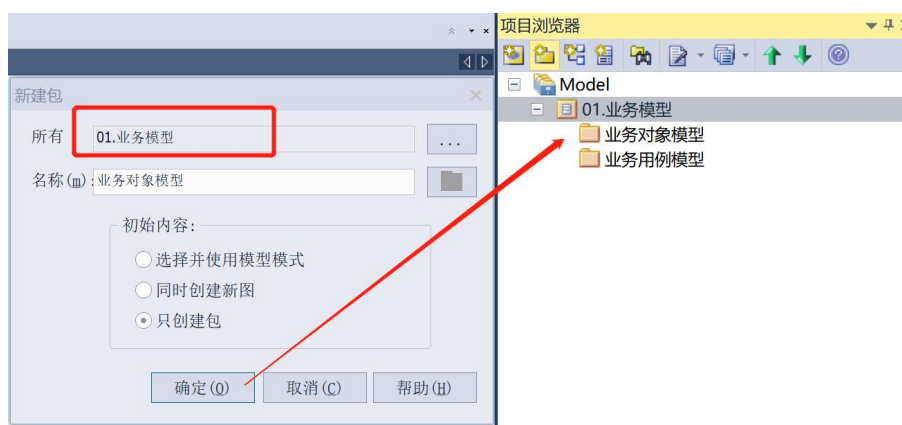 项目浏览器
新建包
所有 01.业务模型 ...
名称(m):业务对象模型
初始内容:
选择并使用模型模式
同时创建新图
只创建包
确定(O) 取消(C) 帮助(H)
Model
01.业务模型
业务对象模型
业务用例模型